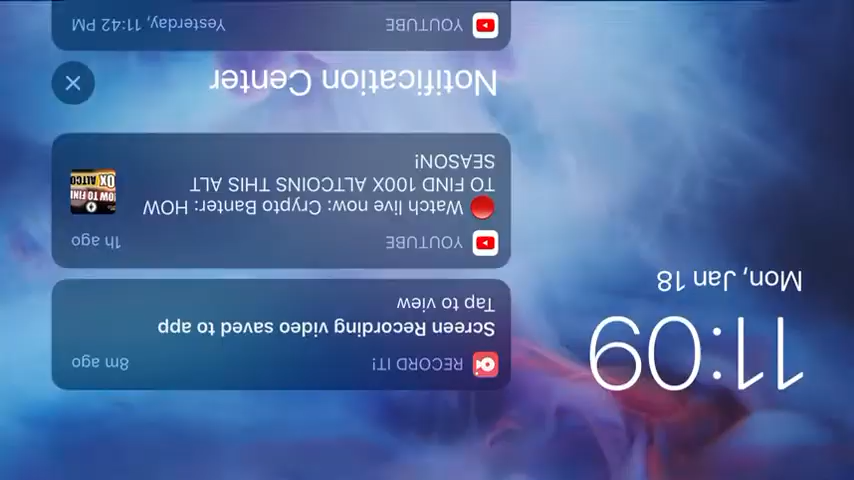 11:09
Mon, Jan 18
RECORD IT!
8m ago
Screen Recording video saved to app
Tap to view
YOUTUBE
1h ago
🔴 Watch live now: Crypto Banter: HOW
TO FIND 100X ALTCOINS THIS ALT
SEASON!
Notification Center
YOUTUBE
Yesterday, 11:42 PM